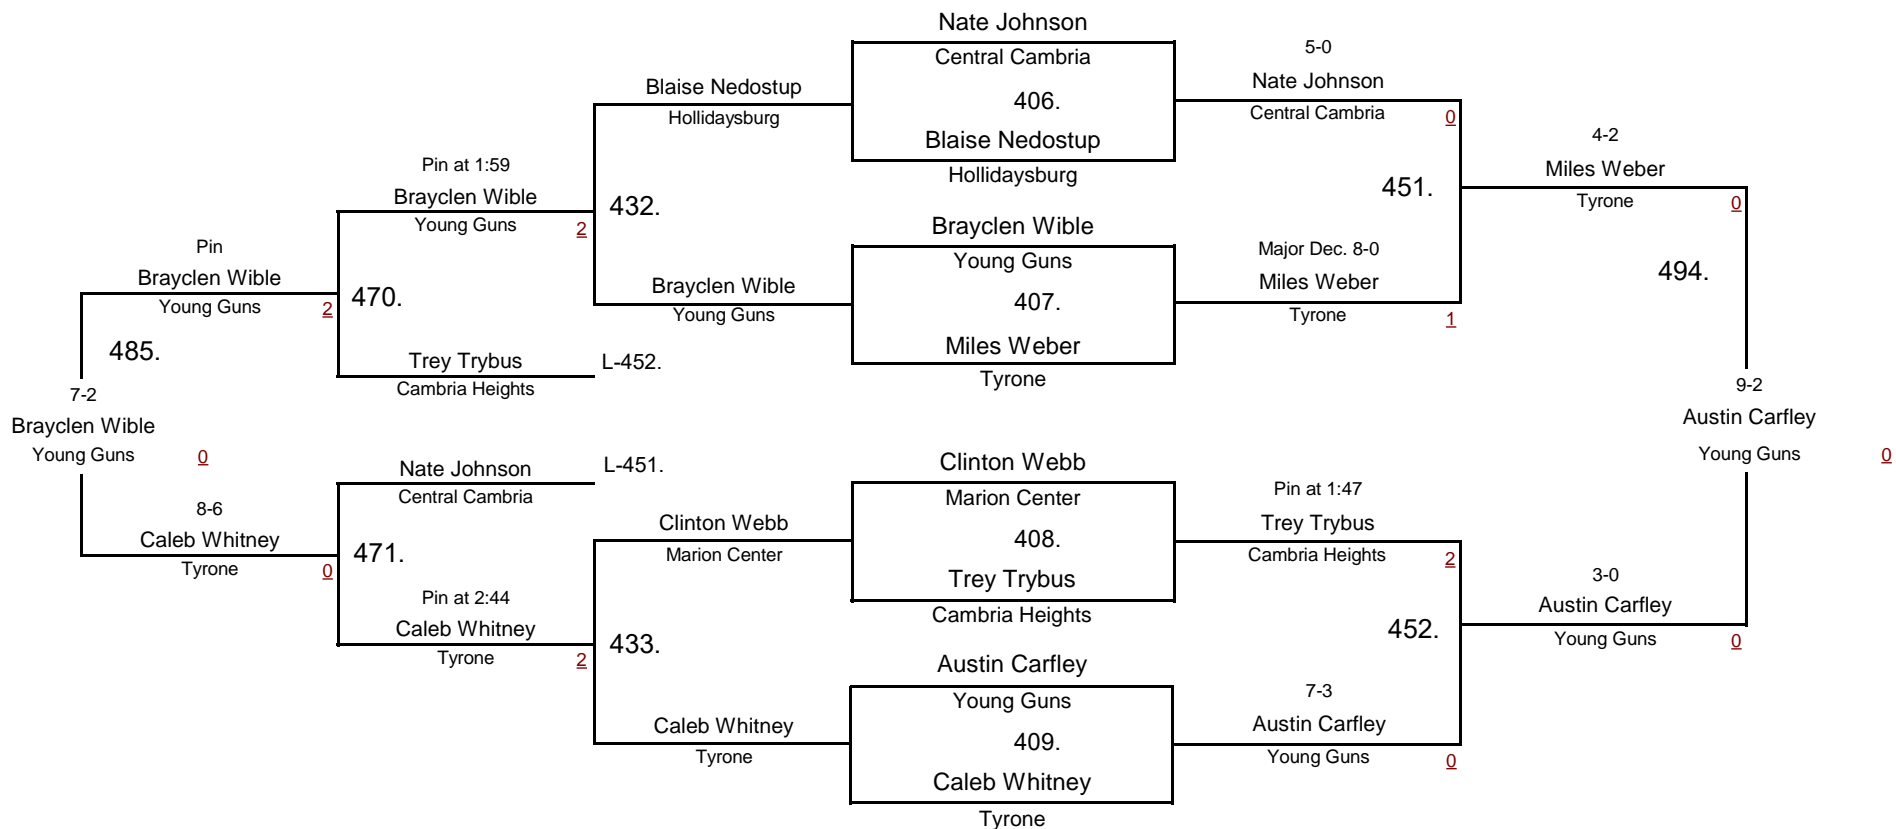 Nate Johnson
Central Cambria
406.
Blaise Nedostup
Hollidaysburg
Brayclen Wible
Young Guns
407.
Miles Weber
Tyrone
Clinton Webb
Marion Center
408.
Trey Trybus
Cambria Heights
Austin Carfley
Young Guns
409.
Caleb Whitney
Tyrone
5-0
Nate Johnson
Central Cambria
0
451.
Major Dec. 8-0
Miles Weber
Tyrone
1
Pin at 1:47
Trey Trybus
Cambria Heights
2
452.
7-3
Austin Carfley
Young Guns
0
4-2
Miles Weber
Tyrone
0
494.
3-0
Austin Carfley
Young Guns
0
9-2
Austin Carfley
Young Guns
0
Blaise Nedostup
Hollidaysburg
432.
Brayclen Wible
Young Guns
Clinton Webb
Marion Center
433.
Caleb Whitney
Tyrone
Pin at 1:59
Brayclen Wible
Young Guns
2
470.
Trey Trybus
L-452.
Cambria Heights
Nate Johnson
L-451.
Central Cambria
471.
Pin at 2:44
Caleb Whitney
Tyrone
2
Pin
Brayclen Wible
Young Guns
2
485.
8-6
Caleb Whitney
Tyrone
0
7-2
Brayclen Wible
Young Guns
0